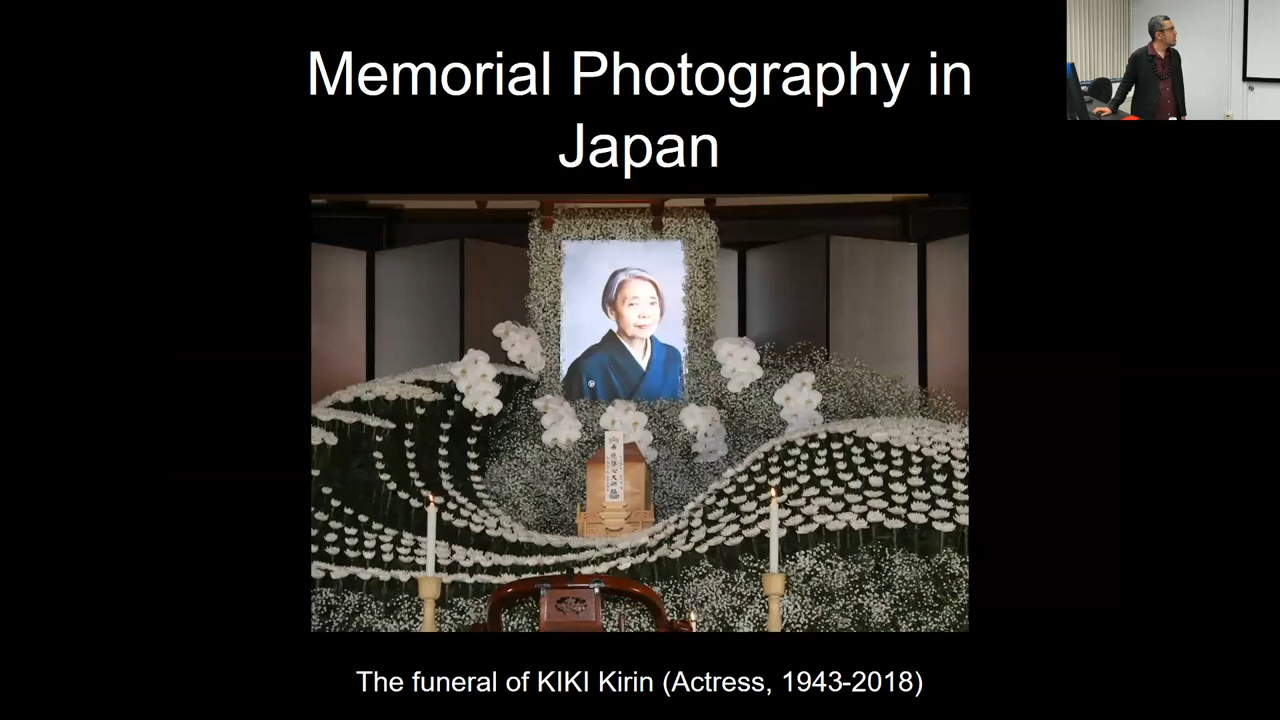 Memorial Photography in
Japan
The funeral of KIKI Kirin (Actress, 1943-2018)